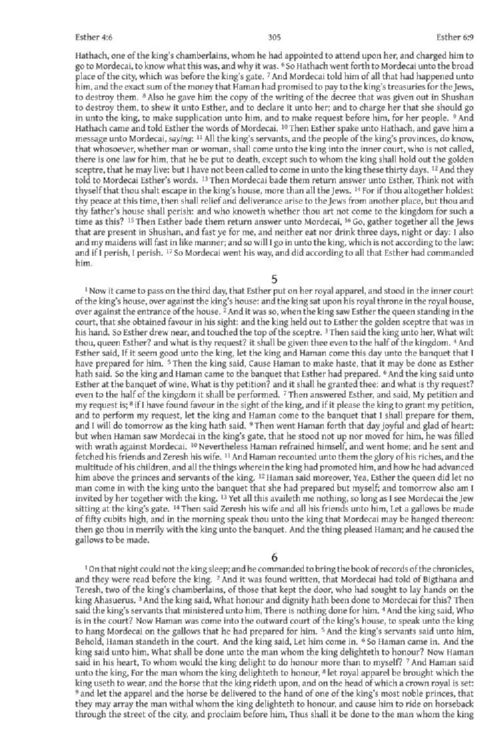 Esther 4:6 305 Esther 6:9
Hathach, one of the king's chamberlains, whom he had appointed to attend upon her, and charged him to
go to Mordecai, to know what this was, and why it was. 6 So Hathach went forth to Mordecai unto the broad
place of the city, which was before the king's gate. 7 And Mordecai told him of all that had happened unto
him, and the exact sum of the money that Haman had promised to pay to the king's treasuries for the Jews,
to destroy them. 8 Also he gave him the copy of the writing of the decree that was given out in Shushan
to destroy them, to shew it unto Esther, and to declare it unto her; and to charge her that she should go
in unto the king, to make supplication unto him, and to make request before him, for her people. 9 And
Hathach came and told Esther the words of Mordecai. 10 Then Esther spake unto Hathach, and gave him a
message unto Mordecai, saying: 11 All the king's servants, and the people of the king's provinces, do know,
that whosoever, whether man or woman, shall come unto the king into the inner court, who is not called,
there is one law for him, that he be put to death, except such to whom the king shall hold out the golden
sceptre, that he may live: but I have not been called to come in unto the king these thirty days. 12 And they
told to Mordecai Esther's words. 13 Then Mordecai bade them return answer unto Esther, Think not with
thyself that thou shalt escape in the king's house, more than all the Jews. 14 For if thou altogether holdest
thy peace at this time, then shall relief and deliverance arise to the Jews from another place, but thou and
thy father's house shall perish: and who knoweth whether thou art not come to the kingdom for such a
time as this? 15 Then Esther bade them return answer unto Mordecai, 16 Go, gather together all the Jews
that are present in Shushan, and fast ye for me, and neither eat nor drink three days, night or day: I also
and my maidens will fast in like manner; and so will I go in unto the king, which is not according to the law:
and if I perish, I perish. 17 So Mordecai went his way, and did according to all that Esther had commanded
him.
5
1 Now it came to pass on the third day, that Esther put on her royal apparel, and stood in the inner court
of the king's house, over against the king's house: and the king sat upon his royal throne in the royal house,
over against the entrance of the house. 2 And it was so, when the king saw Esther the queen standing in the
court, that she obtained favour in his sight: and the king held out to Esther the golden sceptre that was in
his hand. So Esther drew near, and touched the top of the sceptre. 3 Then said the king unto her, What wilt
thou, queen Esther? and what is thy request? it shall be given thee even to the half of the kingdom. 4 And
Esther said, If it seem good unto the king, let the king and Haman come this day unto the banquet that I
have prepared for him. 5 Then the king said, Cause Haman to make haste, that it may be done as Esther
hath said. So the king and Haman came to the banquet that Esther had prepared. 6 And the king said unto
Esther at the banquet of wine, What is thy petition? and it shall be granted thee: and what is thy request?
even to the half of the kingdom it shall be performed. 7 Then answered Esther, and said, My petition and
my request is; 8 if I have found favour in the sight of the king, and if it please the king to grant my petition,
and to perform my request, let the king and Haman come to the banquet that I shall prepare for them,
and I will do tomorrow as the king hath said. 9 Then went Haman forth that day joyful and glad of heart:
but when Haman saw Mordecai in the king's gate, that he stood not up nor moved for him, he was filled
with wrath against Mordecai. 10 Nevertheless Haman refrained himself, and went home; and he sent and
fetched his friends and Zeresh his wife. 11 And Haman recounted unto them the glory of his riches, and the
multitude of his children, and all the things wherein the king had promoted him, and how he had advanced
him above the princes and servants of the king. 12 Haman said moreover, Yea, Esther the queen did let no
man come in with the king unto the banquet that she had prepared but myself; and tomorrow also am I
invited by her together with the king. 13 Yet all this availeth me nothing, so long as I see Mordecai the Jew
sitting at the king's gate. 14 Then said Zeresh his wife and all his friends unto him, Let a gallows be made
of fifty cubits high, and in the morning speak thou unto the king that Mordecai may be hanged thereon:
then go thou in merrily with the king unto the banquet. And the thing pleased Haman; and he caused the
gallows to be made.
6
1 On that night could not the king sleep; and he commanded to bring the book of records of the chronicles,
and they were read before the king. 2 And it was found written, that Mordecai had told of Bigthana and
Teresh, two of the king's chamberlains, of those that kept the door, who had sought to lay hands on the
king Ahasuerus. 3 And the king said, What honour and dignity hath been done to Mordecai for this? Then
said the king's servants that ministered unto him, There is nothing done for him. 4 And the king said, Who
is in the court? Now Haman was come into the outward court of the king's house, to speak unto the king
to hang Mordecai on the gallows that he had prepared for him. 5 And the king's servants said unto him,
Behold, Haman standeth in the court. And the king said, Let him come in. 6 So Haman came in. And the
king said unto him, What shall be done unto the man whom the king delighteth to honour? Now Haman
said in his heart, To whom would the king delight to do honour more than to myself? 7 And Haman said
unto the king, For the man whom the king delighteth to honour, 8 let royal apparel be brought which the
king useth to wear, and the horse that the king rideth upon, and on the head of which a crown royal is set:
9 and let the apparel and the horse be delivered to the hand of one of the king's most noble princes, that
they may array the man withal whom the king delighteth to honour, and cause him to ride on horseback
through the street of the city, and proclaim before him, Thus shall it be done to the man whom the king